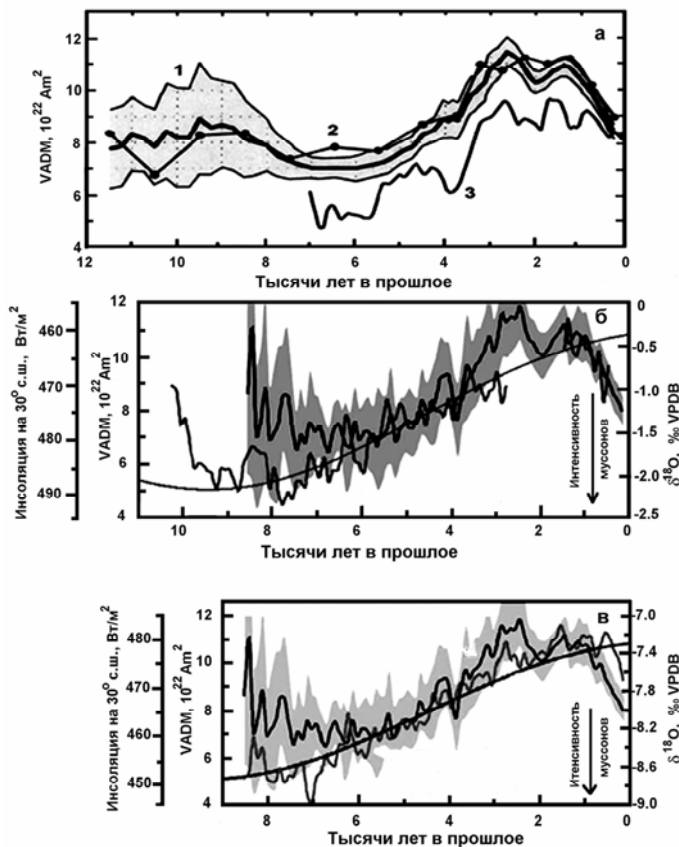 а
12
10
8
6
4
VADM, 10²² Am²
1
2
3
12 10 8 6 4 2 0
Тысячи лет в прошлое
б
Инсоляция на 30° с.ш., Вт/м²
460
470
480
490
VADM, 10²² Am²
12
10
8
6
4
0
-0.5
-1.0
-1.5
-2.0
-2.5
δ¹⁸O, ‰ VPDB
Интенсивность
муссонов
10 8 6 4 2 0
Тысячи лет в прошлое
в
Инсоляция на 30° с.ш., Вт/м²
480
470
460
450
VADM, 10²² Am²
12
10
8
6
4
-7.0
-7.4
-7.8
-8.2
-8.6
-9.0
δ¹⁸O, ‰ VPDB
Итенсивность
муссонов
8 6 4 2 0
Тысячи лет в прошлое